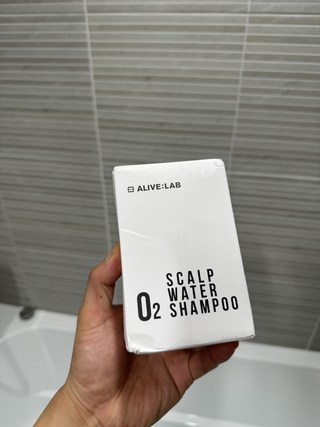 ALIVE:LAB
SCALP
WATER
O2 SHAMPOO